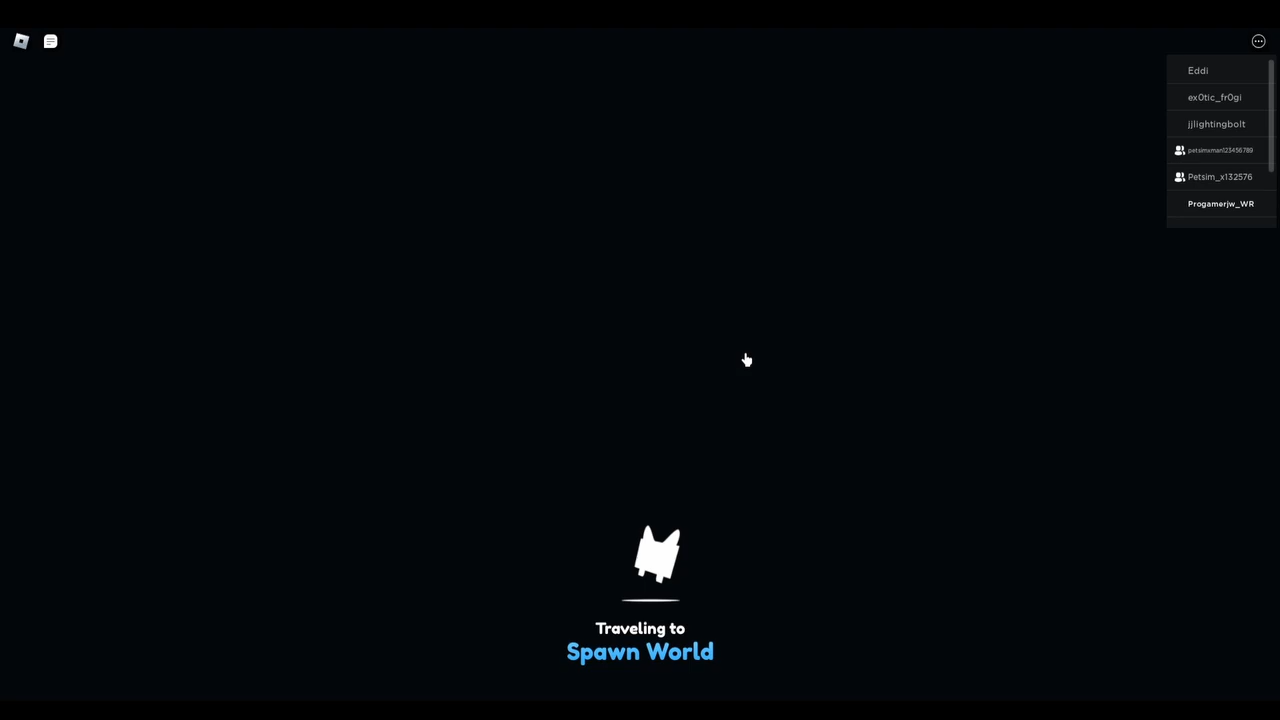 Eddi
ex0tic_fr0gi
jjlightingbolt
petsimxman123456789
Petsim_x132576
Progamerjw_WR
Traveling to
Spawn World